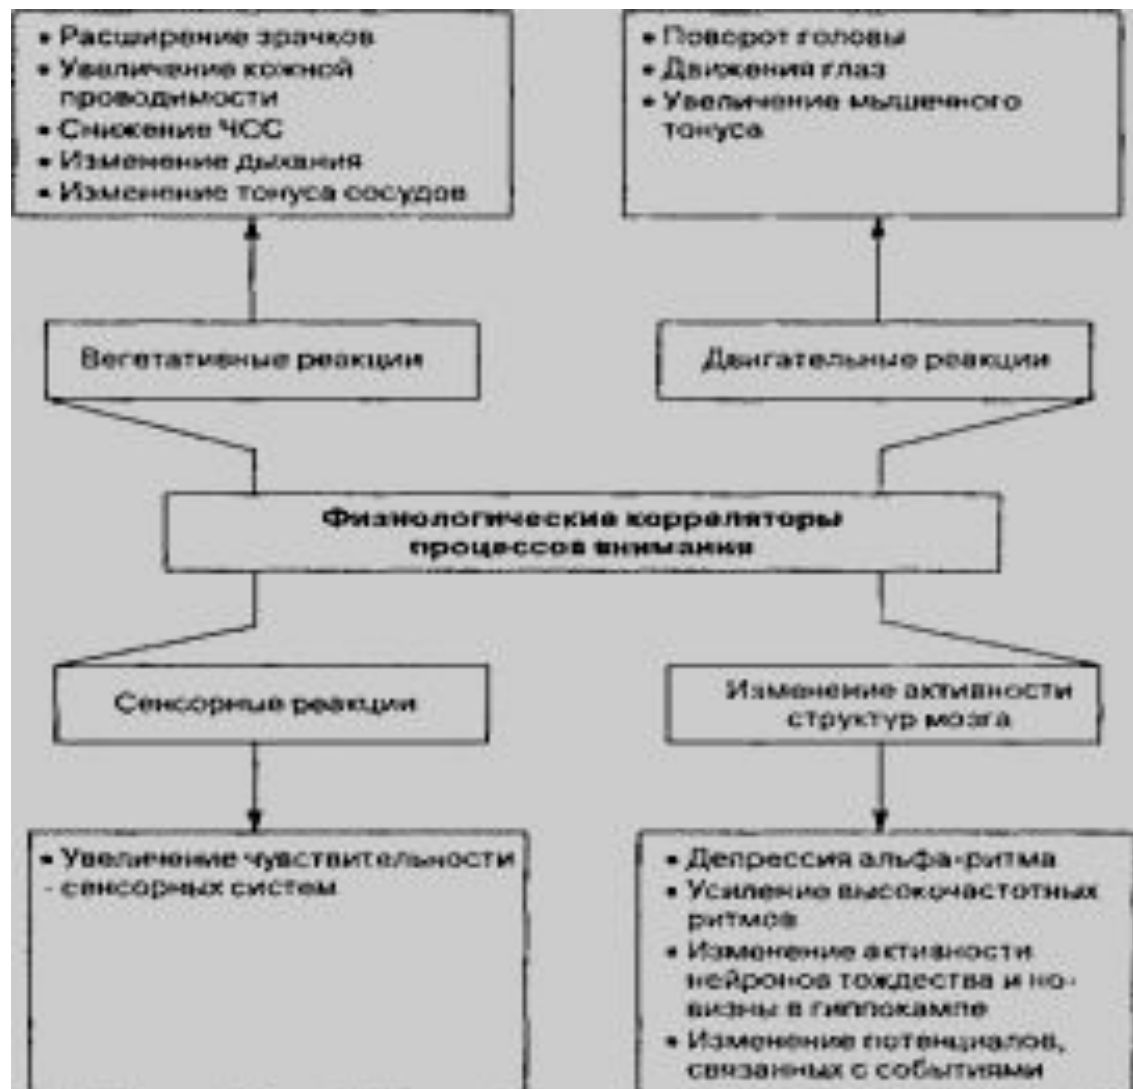 • Расширение зрачков
• Увеличение кожной
проводимости
• Снижение ЧСС
• Изменение дыхания
• Изменение тонуса сосудов
• Поворот головы
• Движения глаз
• Увеличение мышечного
тонуса
Вегетативные реакции
Двигательные реакции
Физиологические корреляторы
процессов внимания
Сенсорные реакции
Изменение активности
структур мозга
• Увеличение чувствительности
- сенсорных систем
• Депрессия альфа-ритма
• Усиление высокочастотных
ритмов
• Изменение активности
нейронов тождества и но-
визны в гиппокампе
• Изменение потенциалов,
связанных с событиями